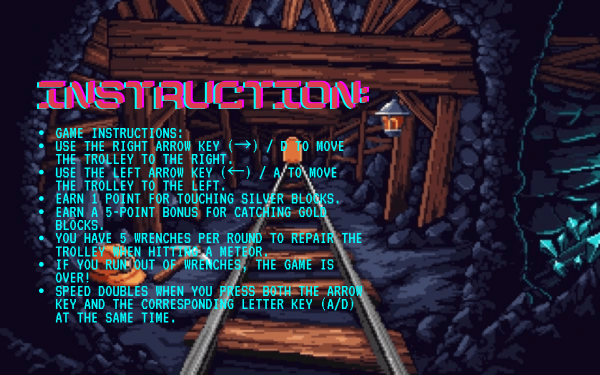 INSTRUCTION:
• GAME INSTRUCTIONS:
• USE THE RIGHT ARROW KEY (→) / D TO MOVE
THE TROLLEY TO THE RIGHT.
• USE THE LEFT ARROW KEY (←) / A TO MOVE
THE TROLLEY TO THE LEFT.
• EARN 1 POINT FOR TOUCHING SILVER BLOCKS.
• EARN A 5-POINT BONUS FOR CATCHING GOLD
BLOCKS.
• YOU HAVE 5 WRENCHES PER ROUND TO REPAIR THE
TROLLEY WHEN HITTING A METEOR.
• IF YOU RUN OUT OF WRENCHES, THE GAME IS
OVER!
• SPEED DOUBLES WHEN YOU PRESS BOTH THE ARROW
KEY AND THE CORRESPONDING LETTER KEY (A/D)
AT THE SAME TIME.